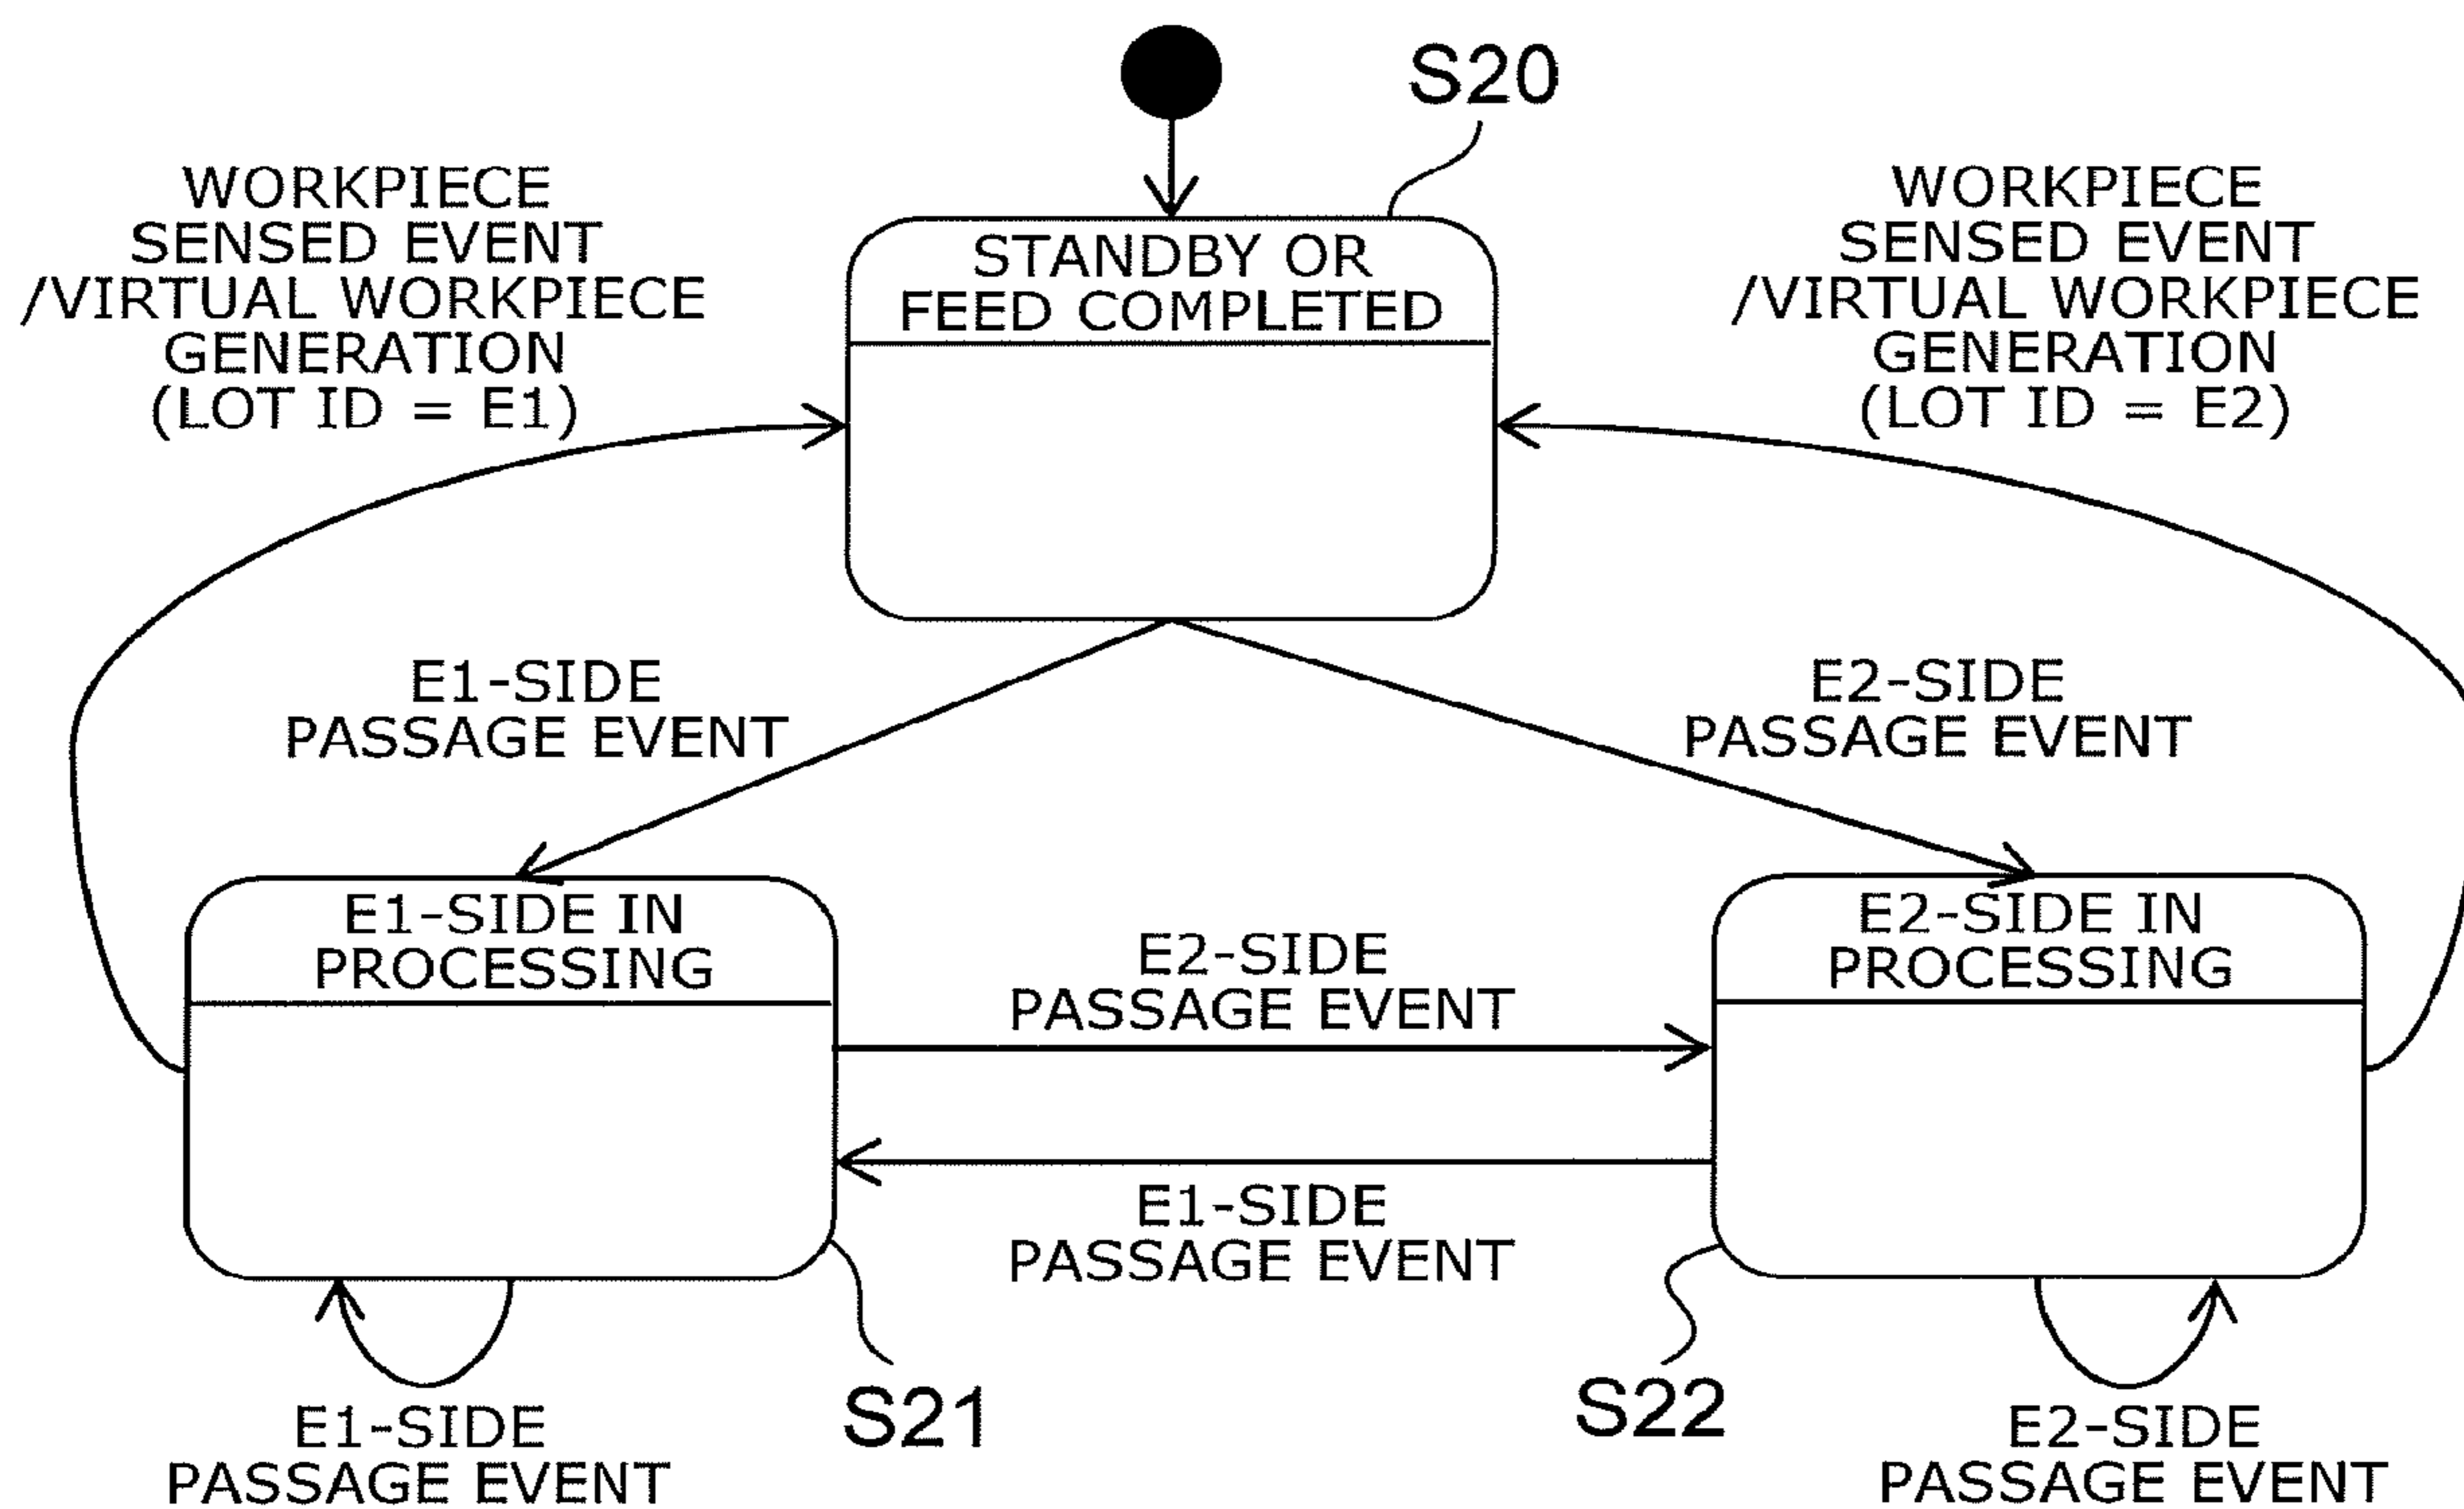 S20
WORKPIECE
SENSED EVENT
/VIRTUAL WORKPIECE
GENERATION
(LOT ID = E1)
STANDBY OR
FEED COMPLETED
WORKPIECE
SENSED EVENT
/VIRTUAL WORKPIECE
GENERATION
(LOT ID = E2)
E1-SIDE
PASSAGE EVENT
E2-SIDE
PASSAGE EVENT
E1-SIDE IN
PROCESSING
E2-SIDE
PASSAGE EVENT
E2-SIDE IN
PROCESSING
E1-SIDE
PASSAGE EVENT
S21
S22
E1-SIDE
PASSAGE EVENT
E2-SIDE
PASSAGE EVENT